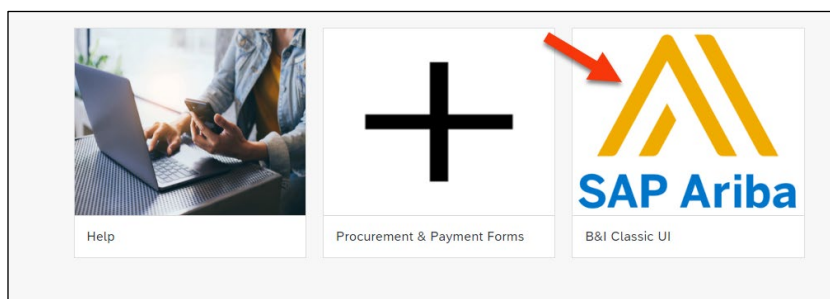 SAP Ariba
Help
Procurement & Payment Forms
B&I Classic UI